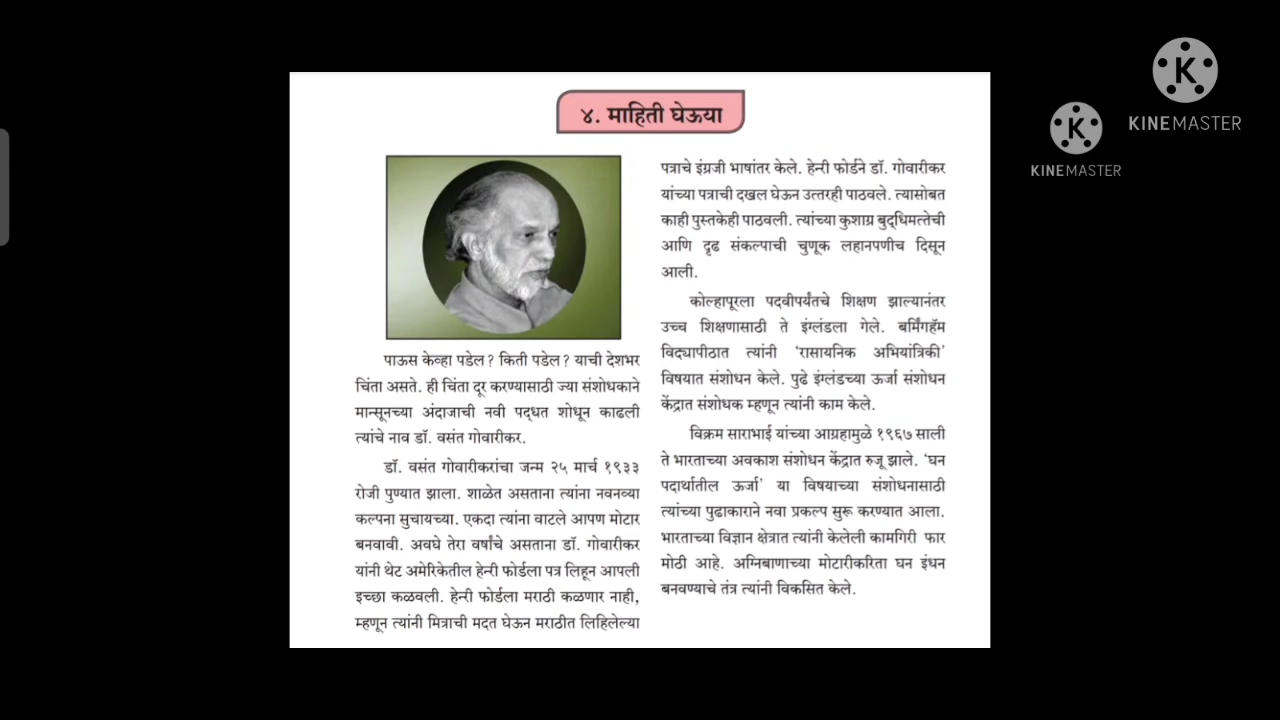 ४. माहिती घेऊया
पाऊस केव्हा पडेल ? किती पडेल ? याची देशभर
चिंता असते. ही चिंता दूर करण्यासाठी ज्या संशोधकाने
मान्सूनच्या अंदाजाची नवी पद्धत शोधून काढली
त्यांचे नाव डॉ. वसंत गोवारीकर.
डॉ. वसंत गोवारीकरांचा जन्म २५ मार्च १९३३
रोजी पुण्यात झाला. शाळेत असताना त्यांना नवनव्या
कल्पना सुचायच्या. एकदा त्यांना वाटले आपण मोटार
बनवावी. अवघे तेरा वर्षांचे असताना डॉ. गोवारीकर
यांनी थेट अमेरिकेतील हेन्री फोर्डला पत्र लिहून आपली
इच्छा कळवली. हेन्री फोर्डला मराठी कळणार नाही,
म्हणून त्यांनी मित्राची मदत घेऊन मराठीत लिहिलेल्या
पत्राचे इंग्रजी भाषांतर केले. हेन्री फोर्डने डॉ. गोवारीकर
यांच्या पत्राची दखल घेऊन उत्तरही पाठवले. त्यासोबत
काही पुस्तकेही पाठवली. त्यांच्या कुशाग्र बुद्धिमत्तेची
आणि दृढ संकल्पाची चुणूक लहानपणीच दिसून
आली.
कोल्हापूरला पदवीपर्यंतचे शिक्षण झाल्यानंतर
उच्च शिक्षणासाठी ते इंग्लंडला गेले. बर्मिंगहॅम
विद्यापीठात त्यांनी ‘रासायनिक अभियांत्रिकी’
विषयात संशोधन केले. पुढे इंग्लंडच्या ऊर्जा संशोधन
केंद्रात संशोधक म्हणून त्यांनी काम केले.
विक्रम साराभाई यांच्या आग्रहामुळे १९६७ साली
ते भारताच्या अवकाश संशोधन केंद्रात रुजू झाले. ‘घन
पदार्थातील ऊर्जा’ या विषयाच्या संशोधनासाठी
त्यांच्या पुढाकाराने नवा प्रकल्प सुरू करण्यात आला.
भारताच्या विज्ञान क्षेत्रात त्यांनी केलेली कामगिरी फार
मोठी आहे. अग्निबाणाच्या मोटारीकरिता घन इंधन
बनवण्याचे तंत्र त्यांनी विकसित केले.
K
KINEMASTER
K
KINEMASTER